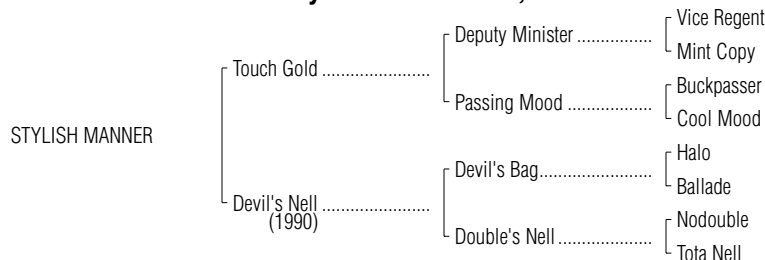 Vice Regent
Deputy Minister ..................
Mint Copy
Touch Gold ..........................
Buckpasser
Passing Mood ....................
Cool Mood
STYLISH MANNER
Halo
Devil's Bag..........................
Ballade
Devil's Nell ..........................
(1990)
Nodouble
Double's Nell ......................
Tota Nell